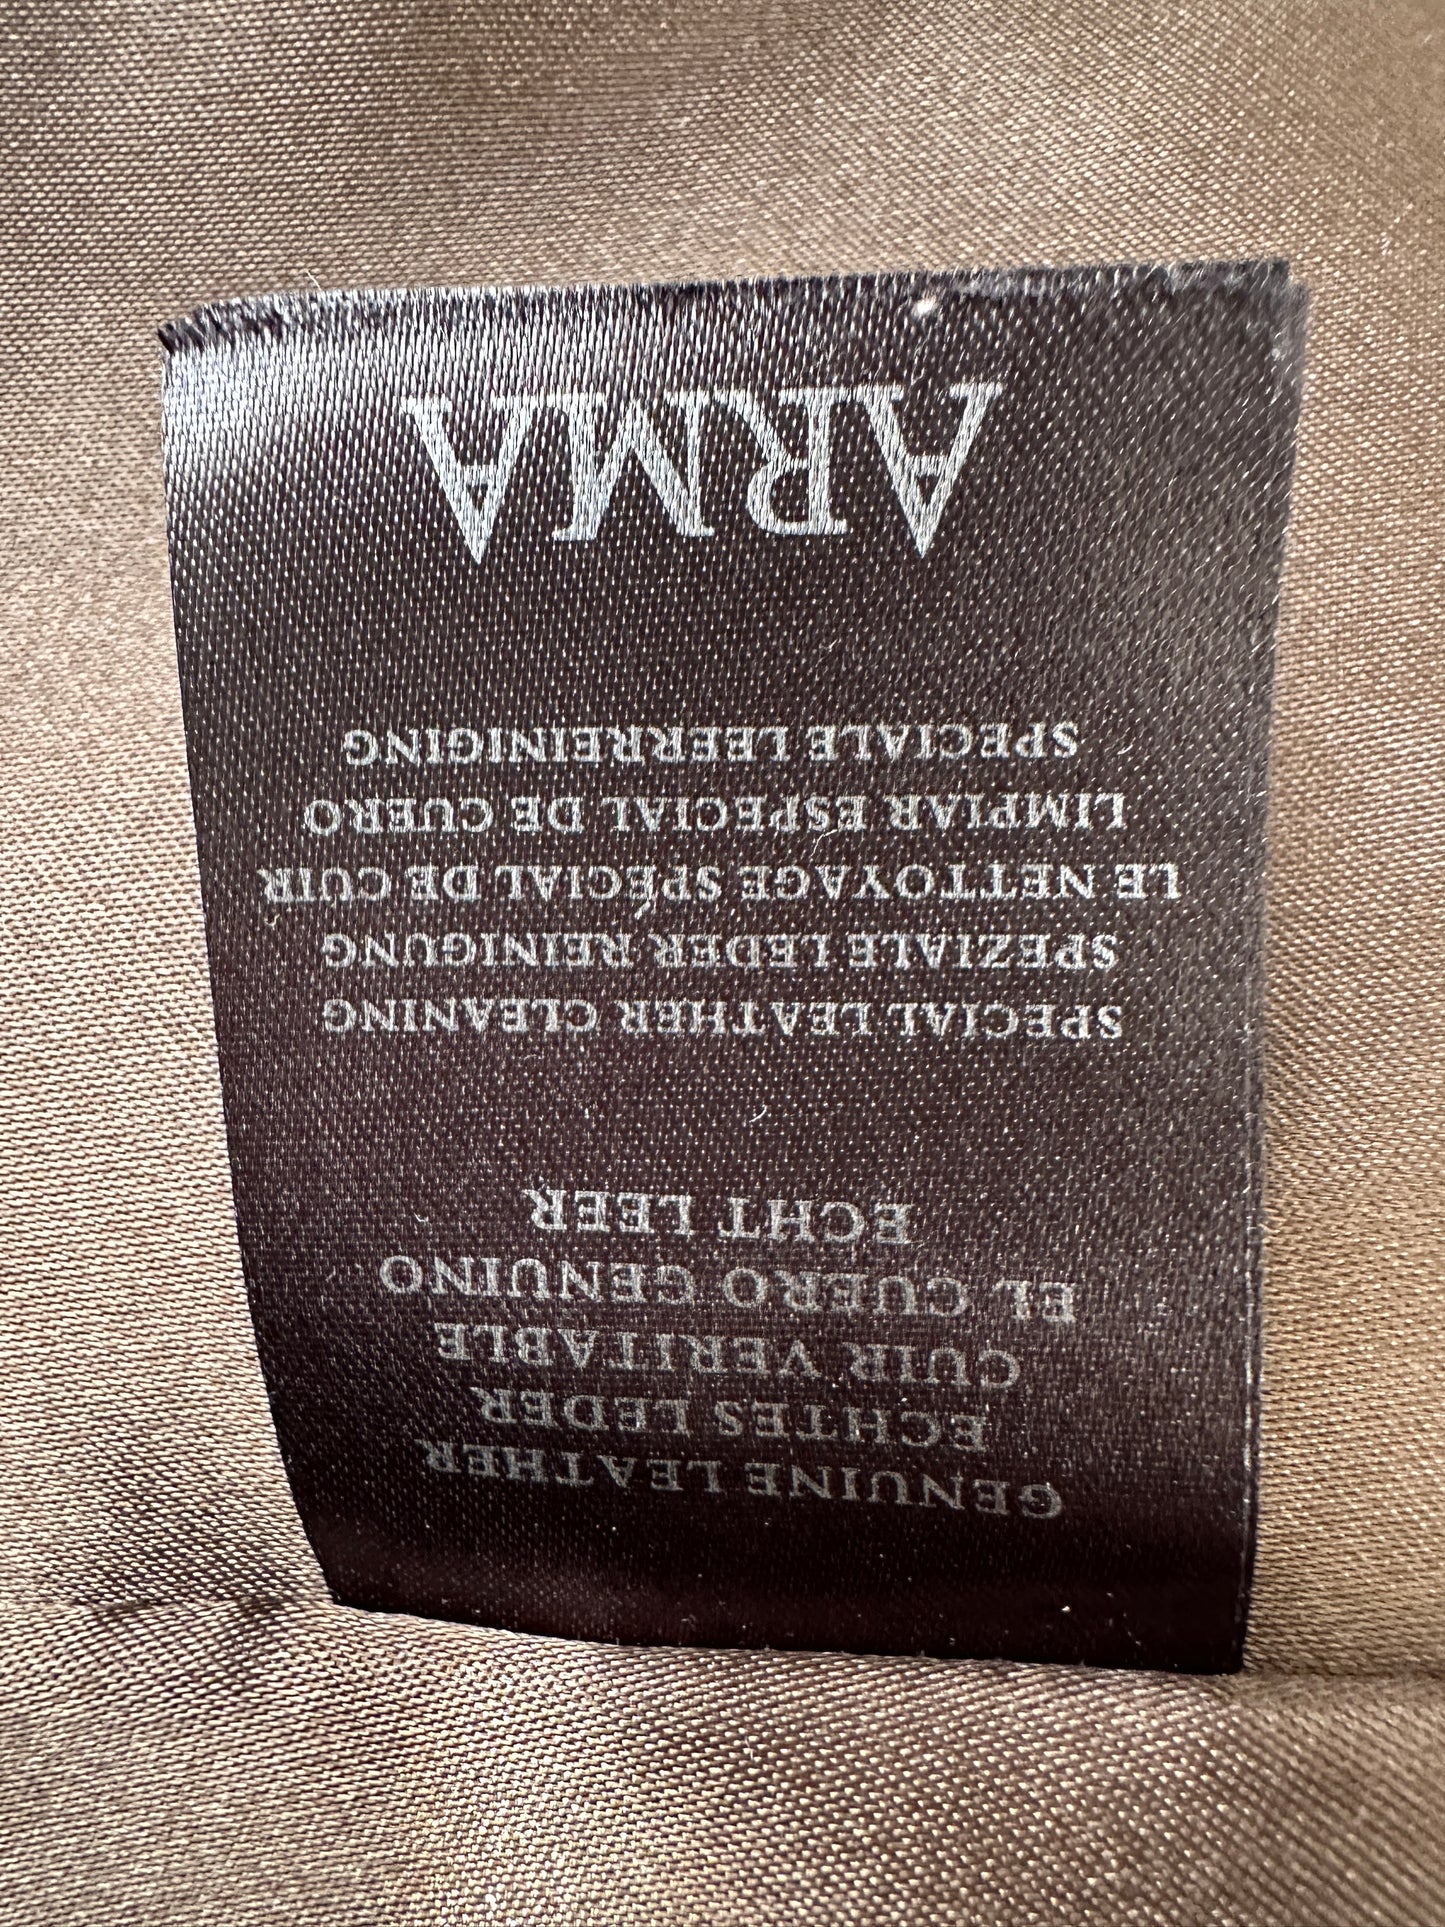 GENUINE LEATHER
ECHTES LEDER
CUIR VERITABLE
EL CUERO GENUINO
ECHT LEER
SPECIAL LEATHER CLEANING
SPEZIALE LEDER REINIGUNG
LE NETTOYAGE SPÉCIAL DE CUIR
LIMPIAR ESPECIAL DE CUERO
SPECIALE LEERREINIGING
ARMA